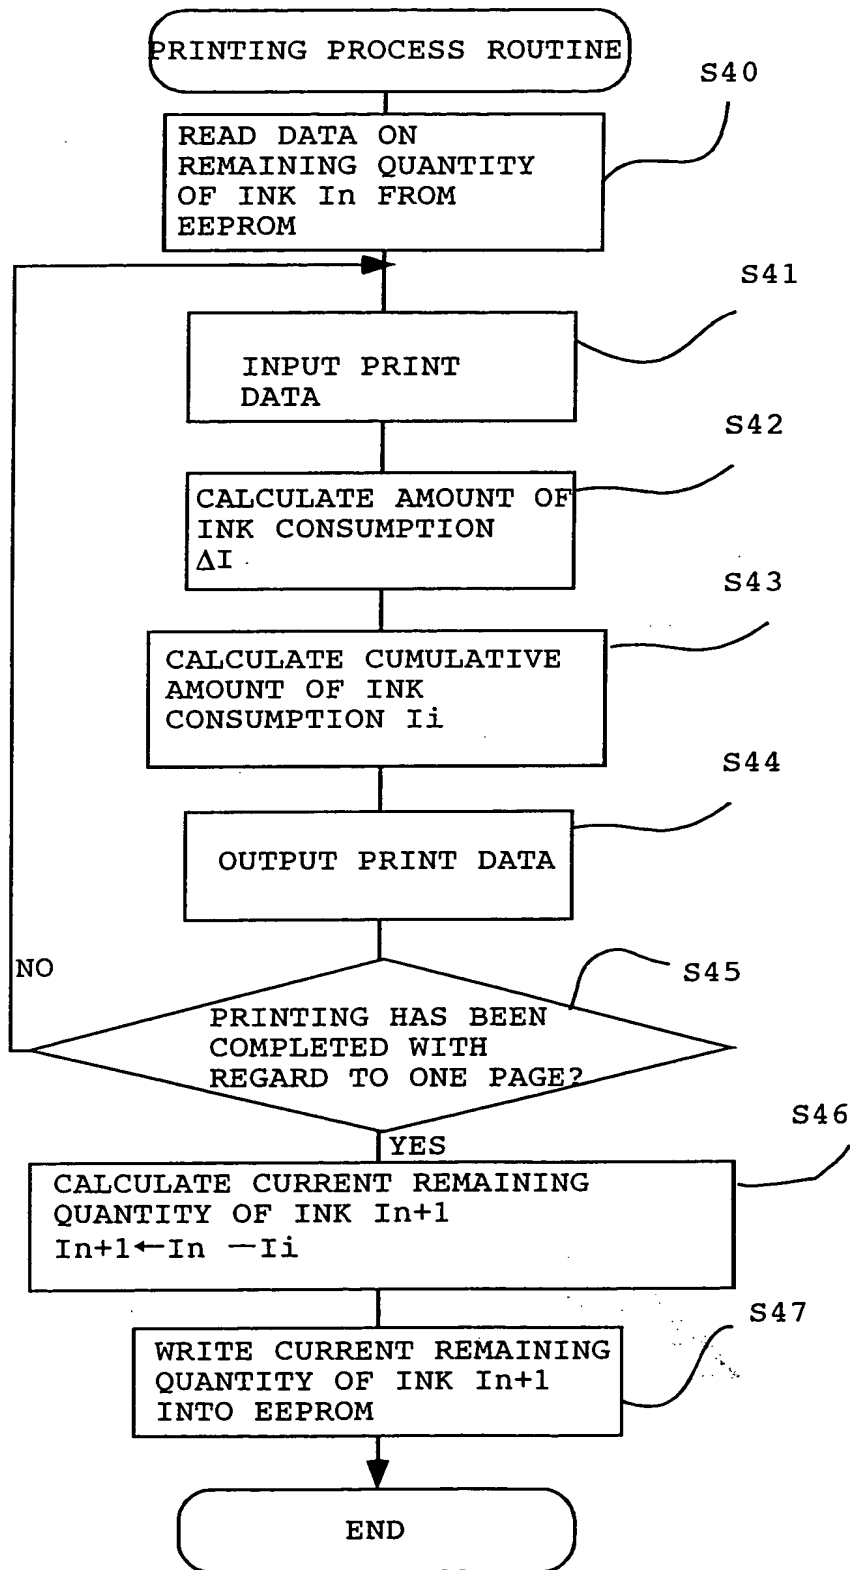 PRINTING PROCESS ROUTINE
S40
READ DATA ON
REMAINING QUANTITY
OF INK In FROM
EEPROM
S41
INPUT PRINT
DATA
S42
CALCULATE AMOUNT OF
INK CONSUMPTION
ΔI
S43
CALCULATE CUMULATIVE
AMOUNT OF INK
CONSUMPTION Ii
S44
OUTPUT PRINT DATA
NO
S45
PRINTING HAS BEEN
COMPLETED WITH
REGARD TO ONE PAGE?
S46
YES
CALCULATE CURRENT REMAINING
QUANTITY OF INK In+1
In+1←In —Ii
S47
WRITE CURRENT REMAINING
QUANTITY OF INK In+1
INTO EEPROM
END